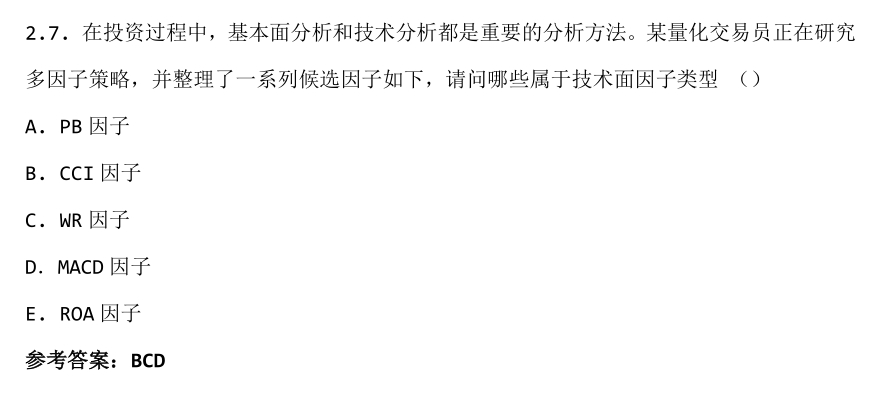 2.7. 在投资过程中，基本面分析和技术分析都是重要的分析方法。某量化交易员正在研究
多因子策略，并整理了一系列候选因子如下，请问哪些属于技术面因子类型 （）
A. PB 因子
B. CCI 因子
C. WR 因子
D. MACD 因子
E. ROA 因子
参考答案：BCD